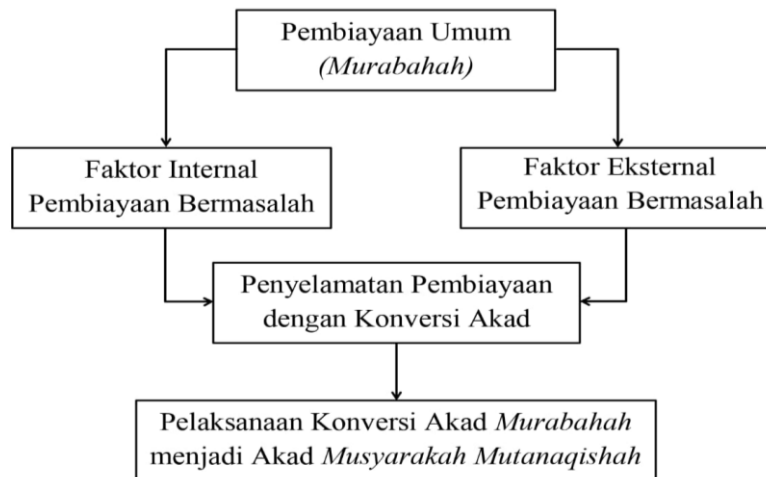 Pembiayaan Umum
(Murabahah)
Faktor Internal
Pembiayaan Bermasalah
Faktor Eksternal
Pembiayaan Bermasalah
Penyelamatan Pembiayaan
dengan Konversi Akad
Pelaksanaan Konversi Akad Murabahah
menjadi Akad Musyarakah Mutanaqishah